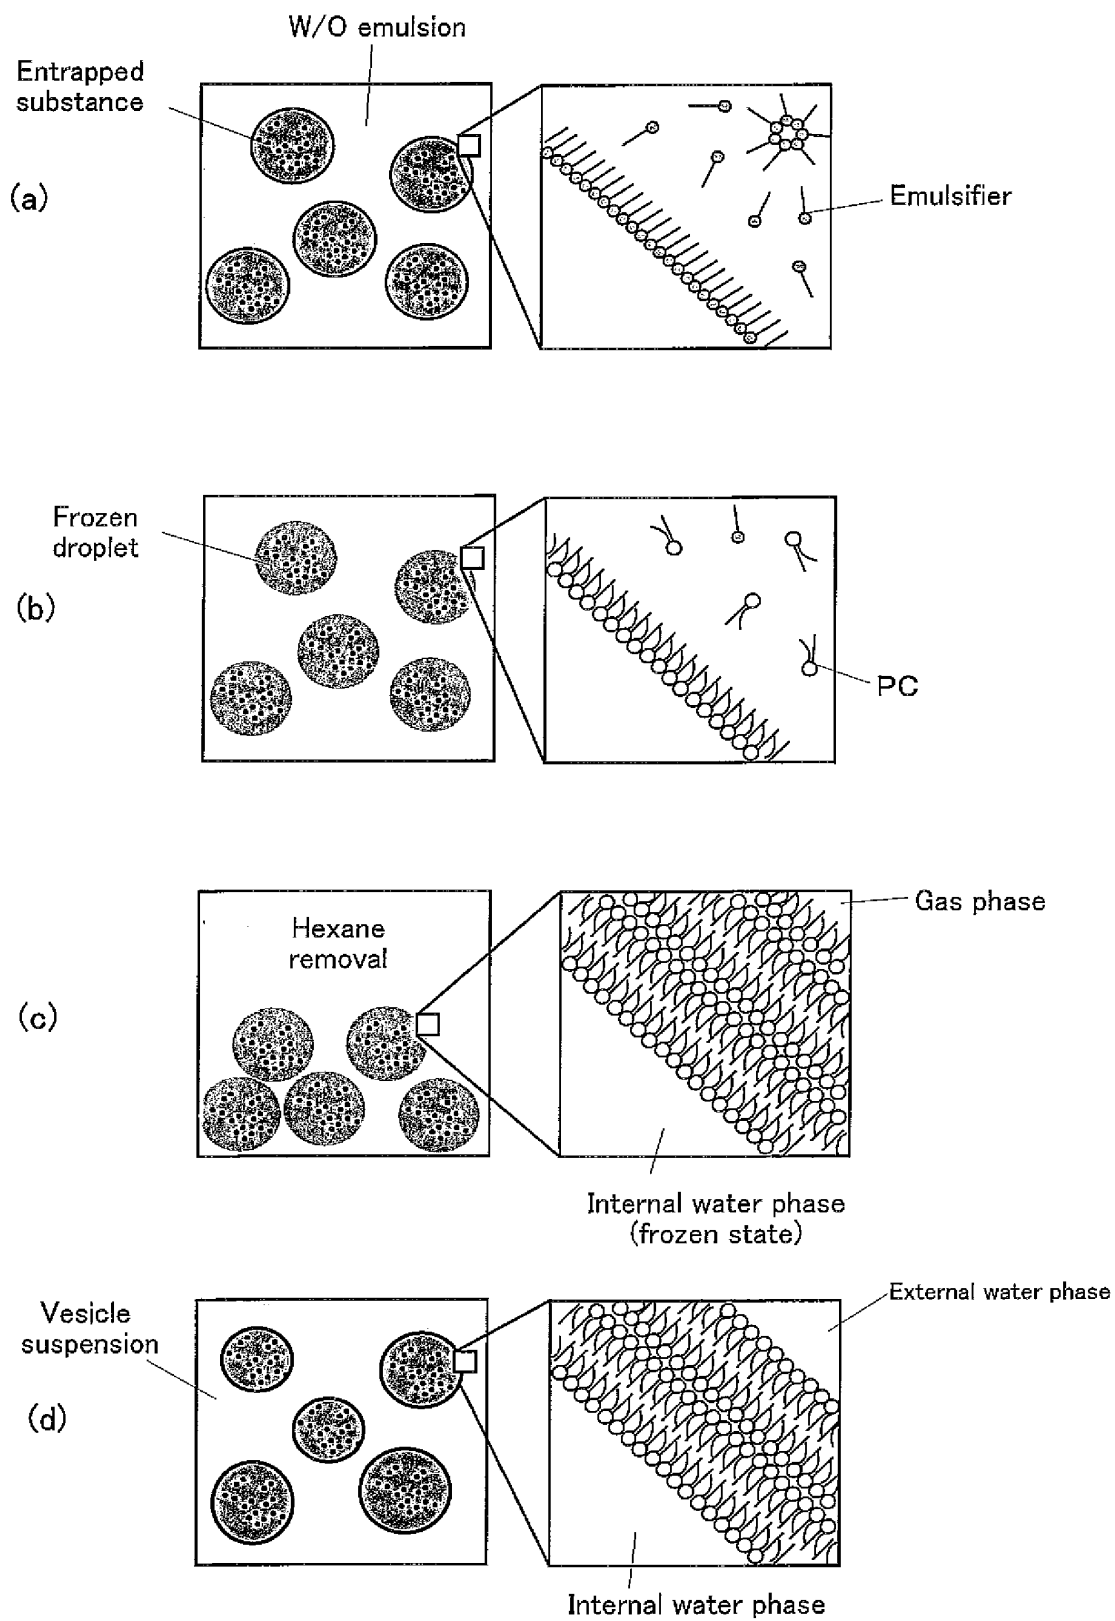 W/O emulsion
Entrapped
substance
(a)
Emulsifier
Frozen
droplet
(b)
PC
Hexane
removal
Gas phase
(c)
Internal water phase
(frozen state)
Vesicle
suspension
External water phase
(d)
Internal water phase